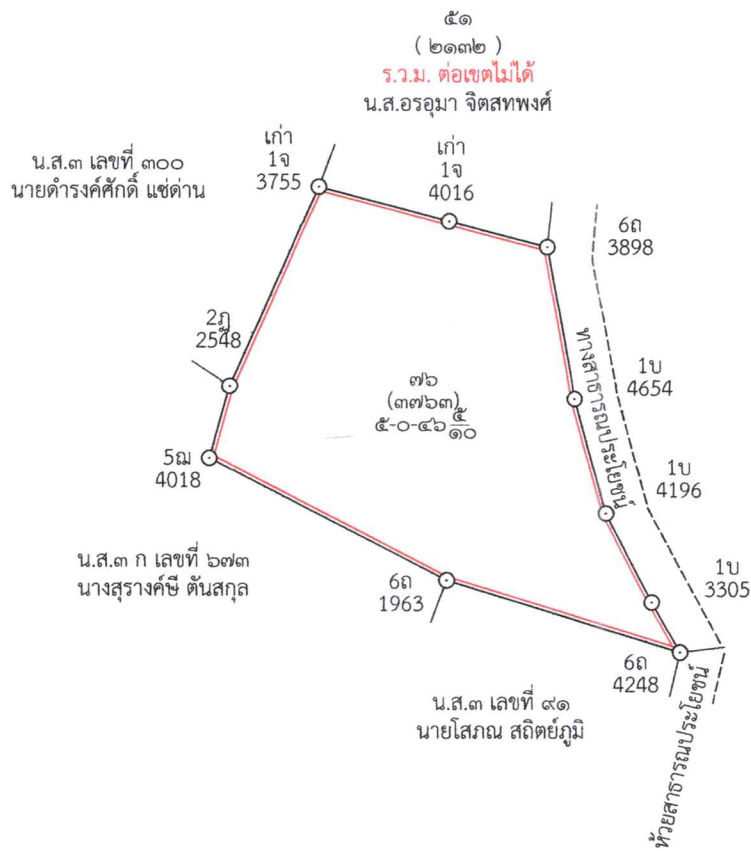 ๕๑
(๒๑๓๒)
ร.ว.ม. ต่อเขตไม่ได้
น.ส.อรอุมา จิตสทพงศ์
น.ส.๓ เลขที่ ๓๐๐
นายดำรงค์ศักดิ์ แซ่ด่าน
เก่า
1จ
3755
เก่า
1จ
4016
6ถ
3898
2ฏ
2548
๗๖
(๓๗๖๓)
๕-๐-๔๖ ๕/๑๐
ทางสาธารณประโยชน์
1บ
4654
5ฌ
4018
1บ
4196
น.ส.๓ ก เลขที่ ๖๗๓
นางสุรางค์ษี ตันสกุล
6ถ
1963
1บ
3305
6ถ
4248
น.ส.๓ เลขที่ ๙๑
นายโสภณ สถิตย์ภูมิ
ห้วยสาธารณประโยชน์